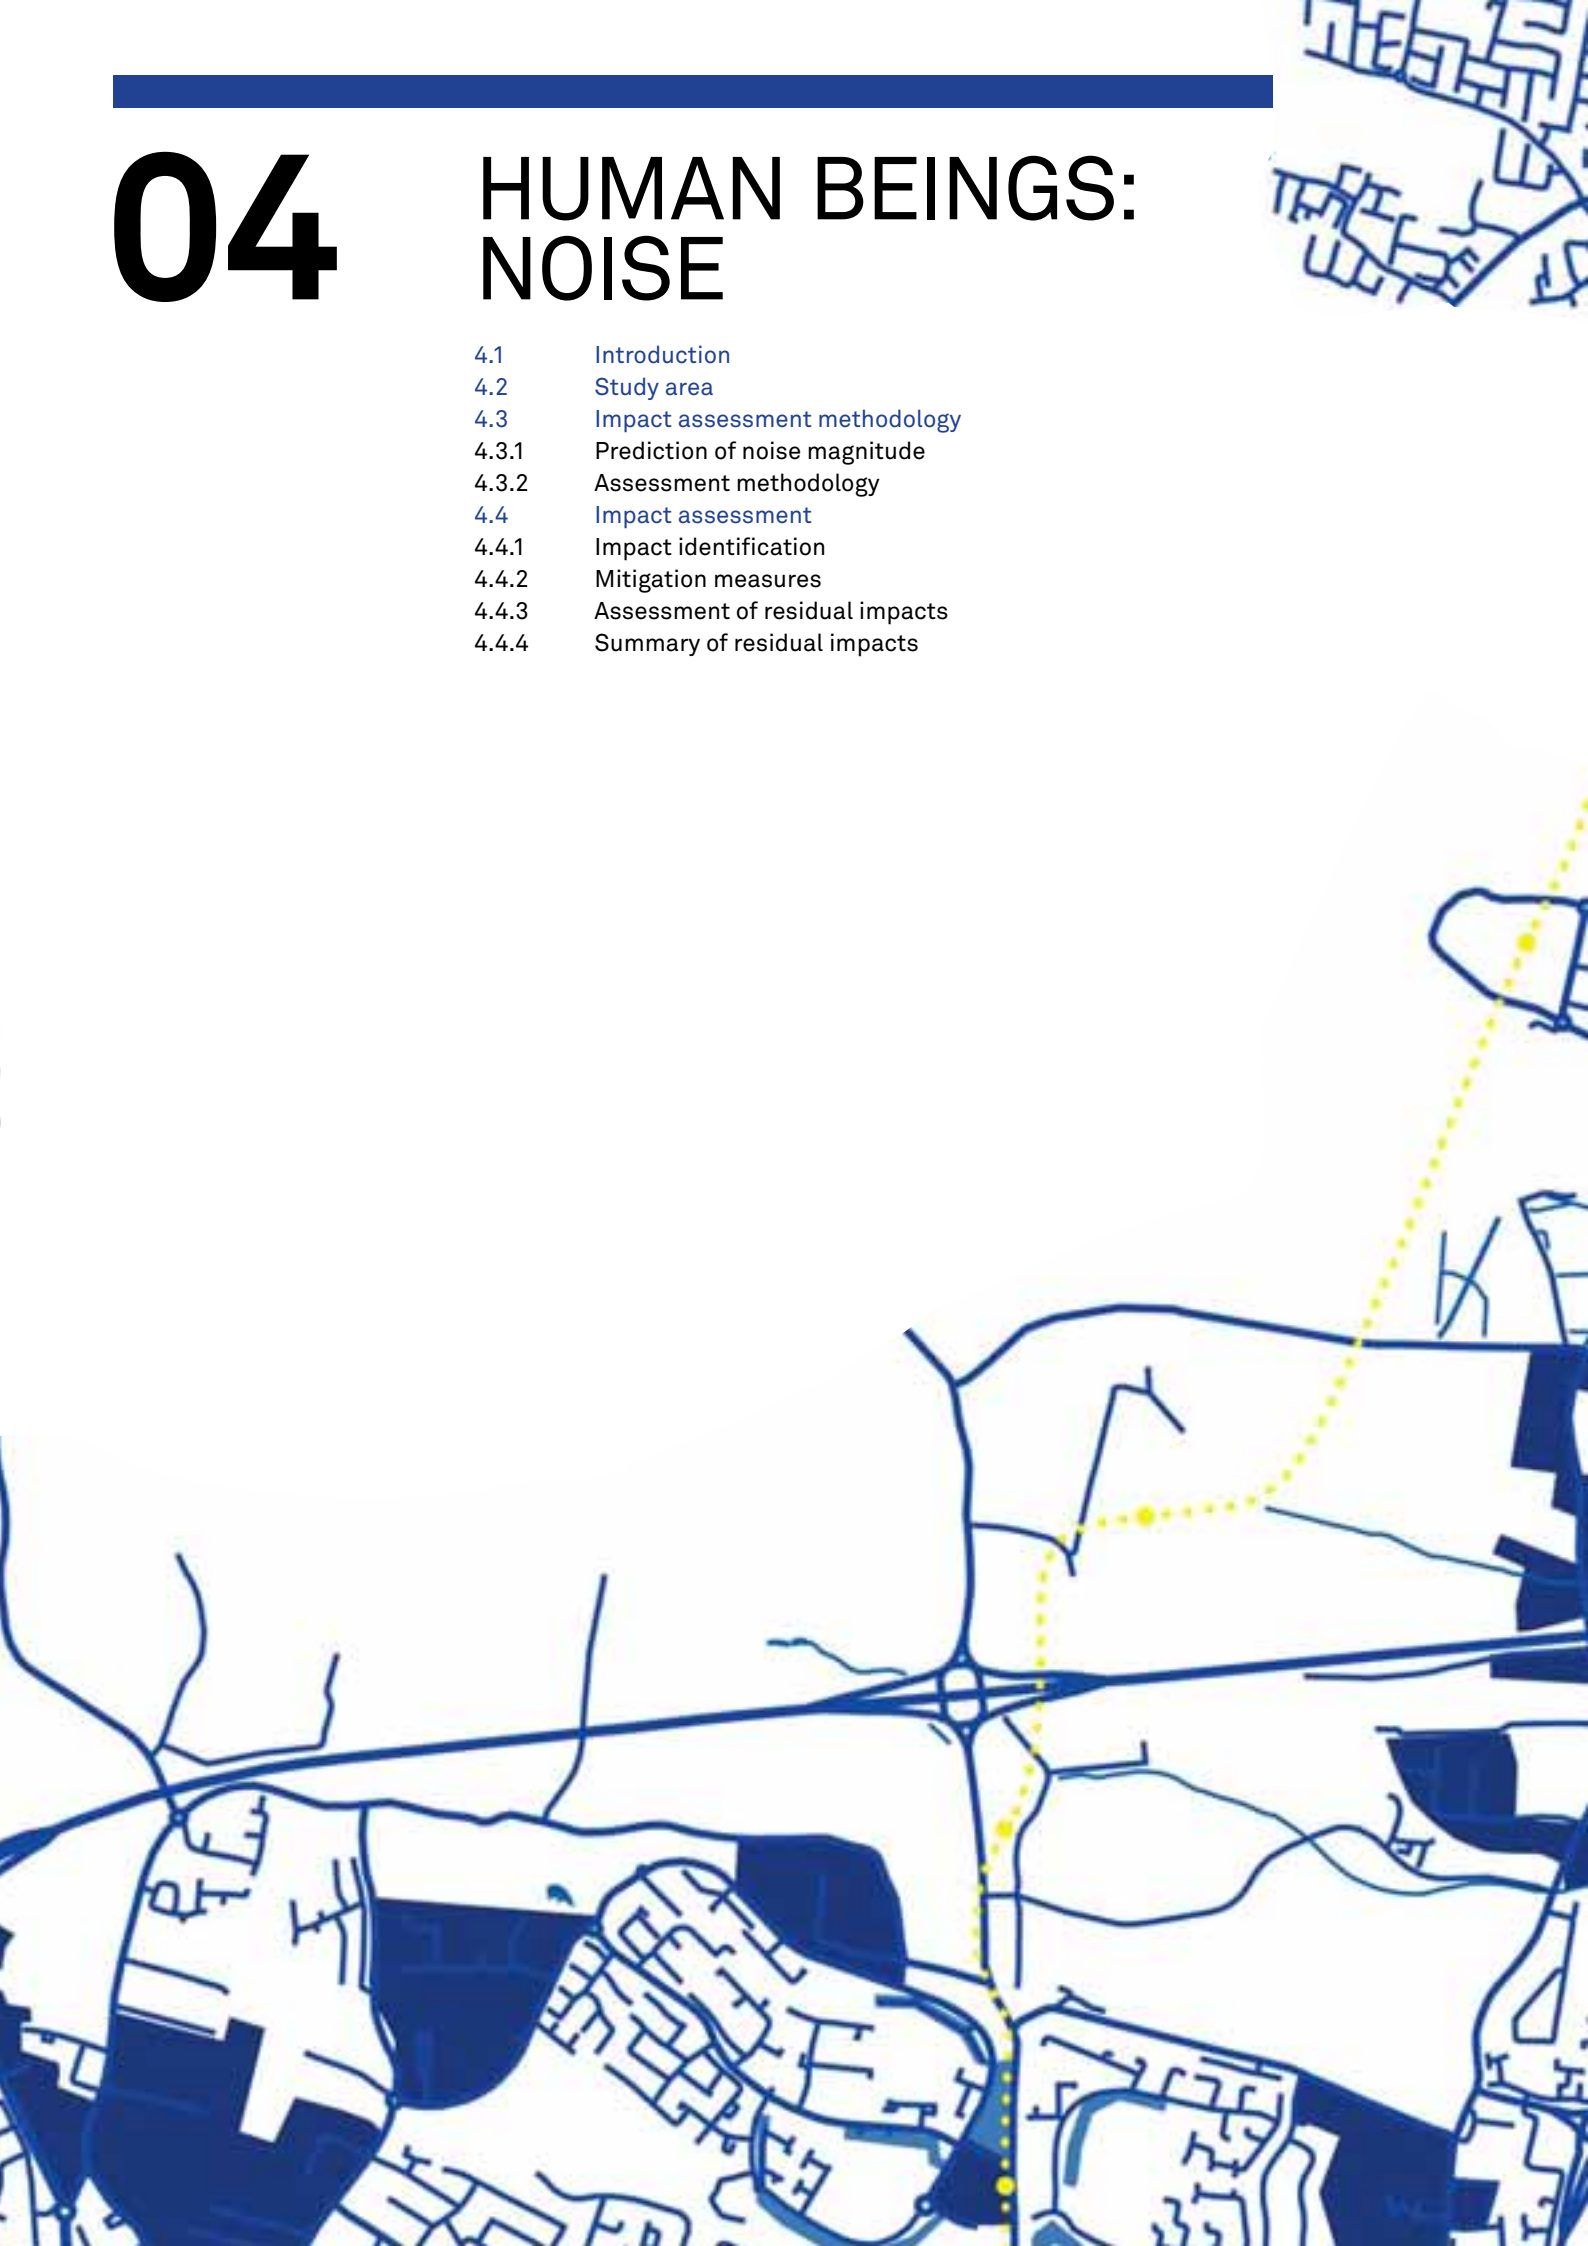 04
HUMAN BEINGS:
NOISE
4.1 Introduction
4.2 Study area
4.3 Impact assessment methodology
4.3.1 Prediction of noise magnitude
4.3.2 Assessment methodology
4.4 Impact assessment
4.4.1 Impact identification
4.4.2 Mitigation measures
4.4.3 Assessment of residual impacts
4.4.4 Summary of residual impacts